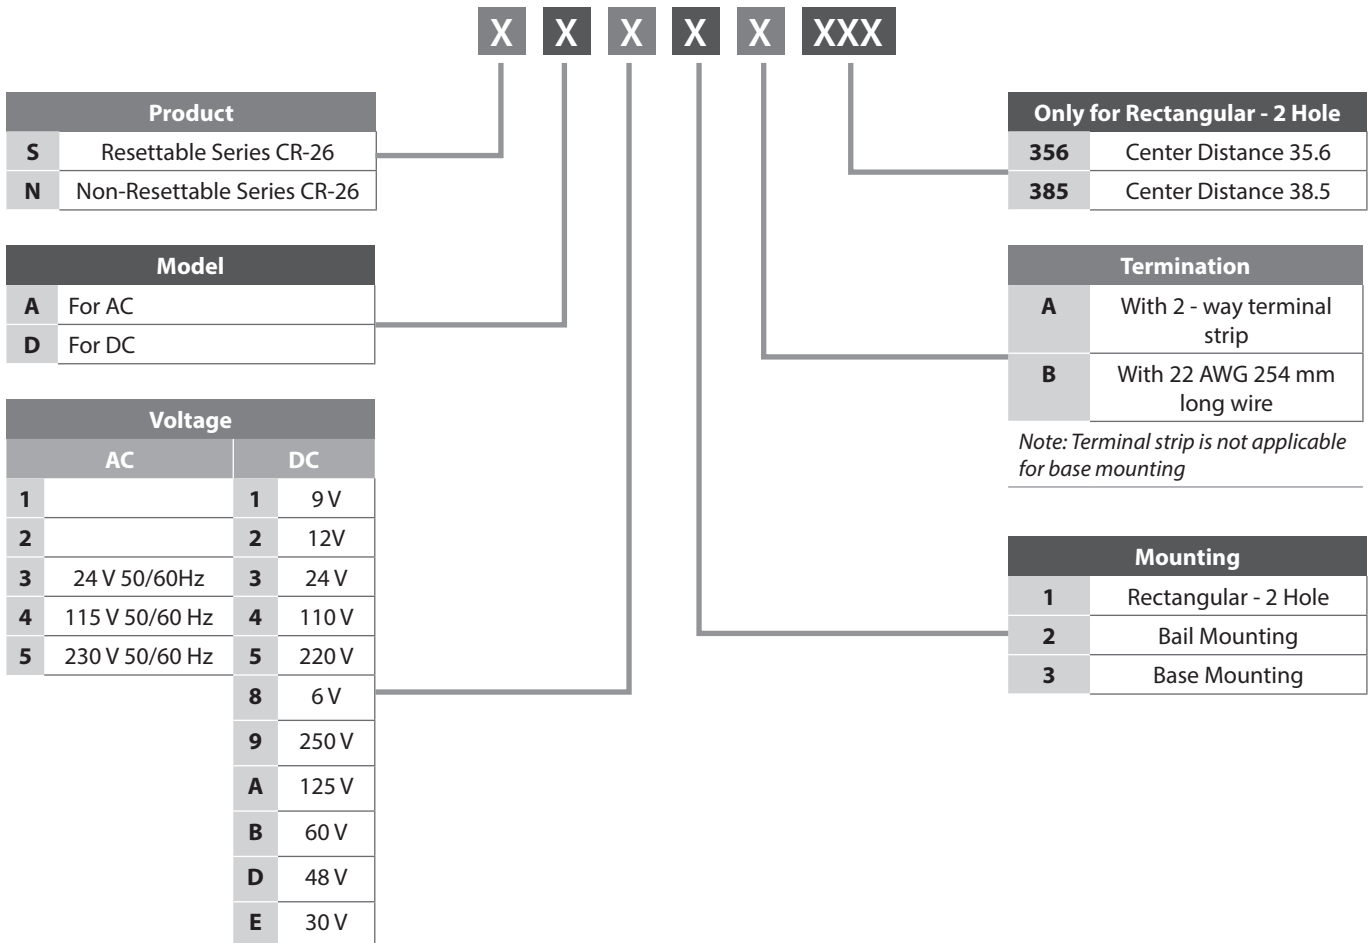 X X X X X XXX
Product
S Resettable Series CR-26
N Non-Resettable Series CR-26
Model
A For AC
D For DC
Voltage
AC DC
1 1 9 V
2 2 12V
3 24 V 50/60Hz 3 24 V
4 115 V 50/60 Hz 4 110 V
5 230 V 50/60 Hz 5 220 V
8 6 V
9 250 V
A 125 V
B 60 V
D 48 V
E 30 V
Only for Rectangular - 2 Hole
356 Center Distance 35.6
385 Center Distance 38.5
Termination
A With 2 - way terminal
strip
B With 22 AWG 254 mm
long wire
Note: Terminal strip is not applicable
for base mounting
Mounting
1 Rectangular - 2 Hole
2 Bail Mounting
3 Base Mounting